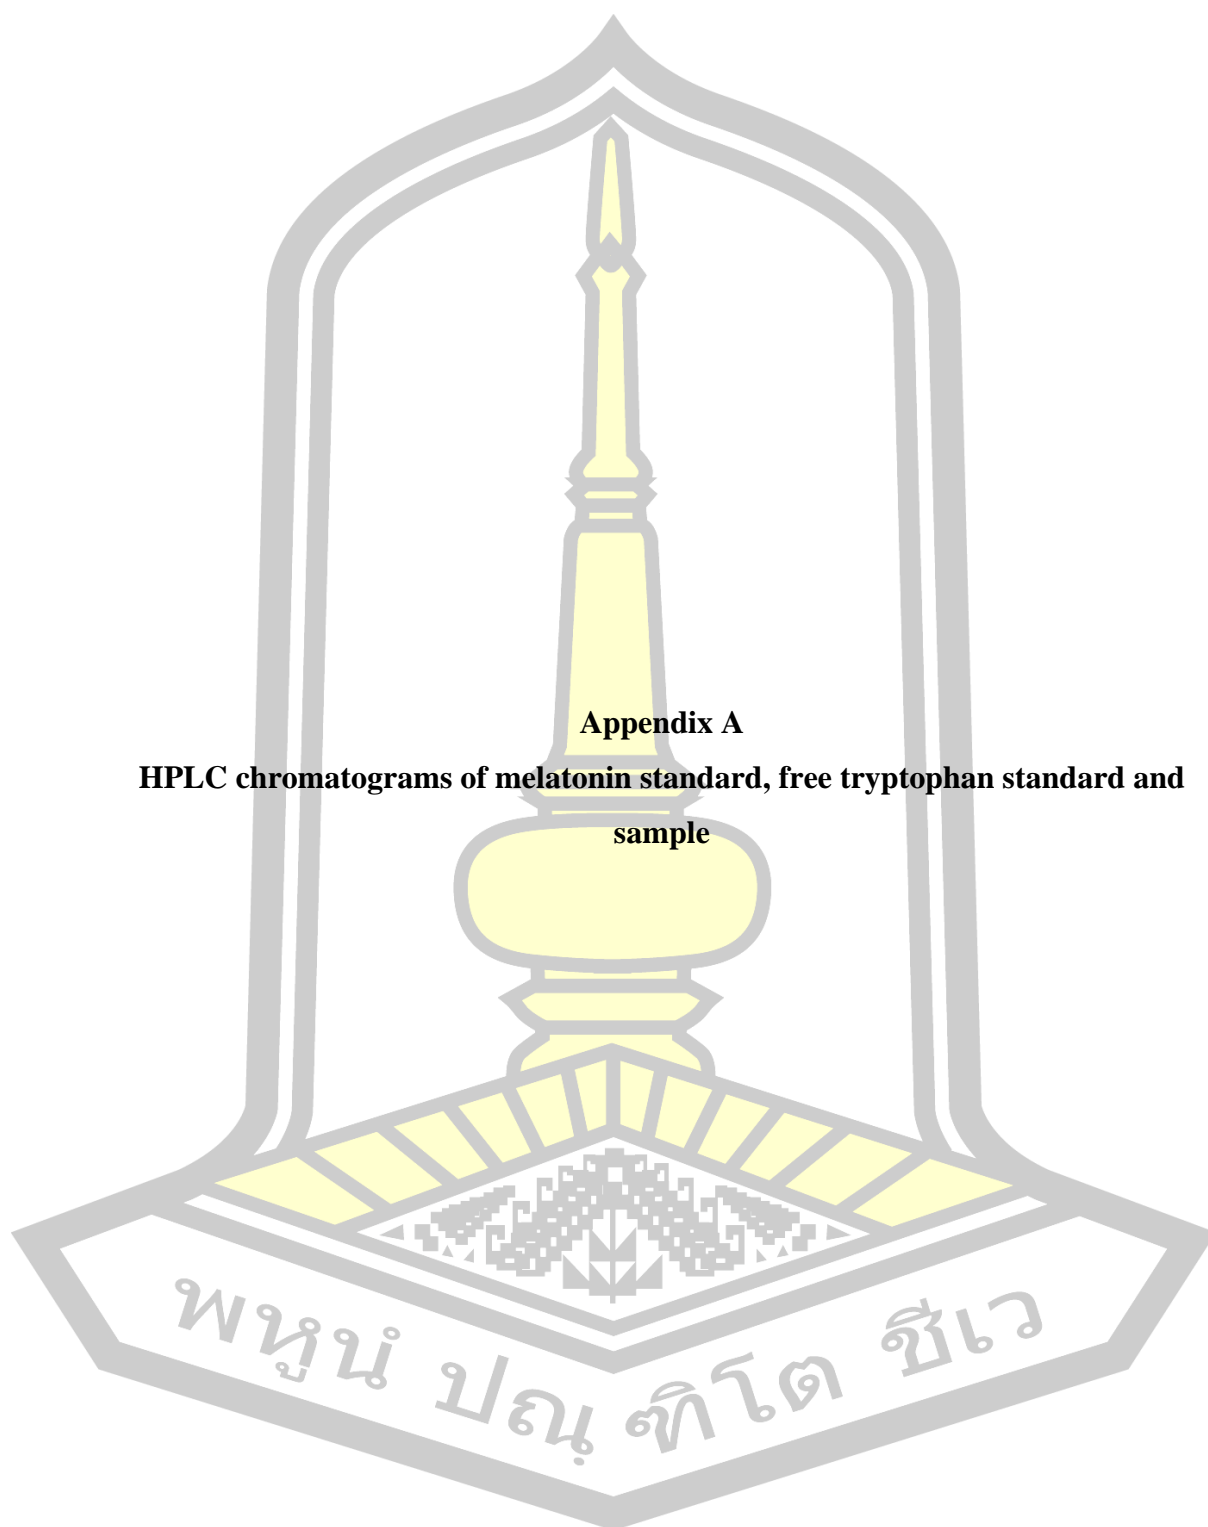 Appendix A
HPLC chromatograms of melatonin standard, free tryptophan standard and
sample
พหูนํ ปณฺฑิโต ชีเว